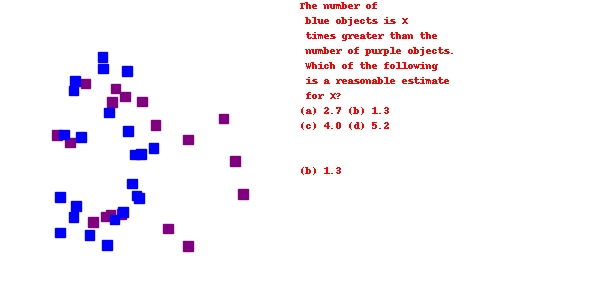 The number of
blue objects is X
times greater than the
number of purple objects.
Which of the following
is a reasonable estimate
for X?
(a) 2.7 (b) 1.3
(c) 4.0 (d) 5.2
(b) 1.3